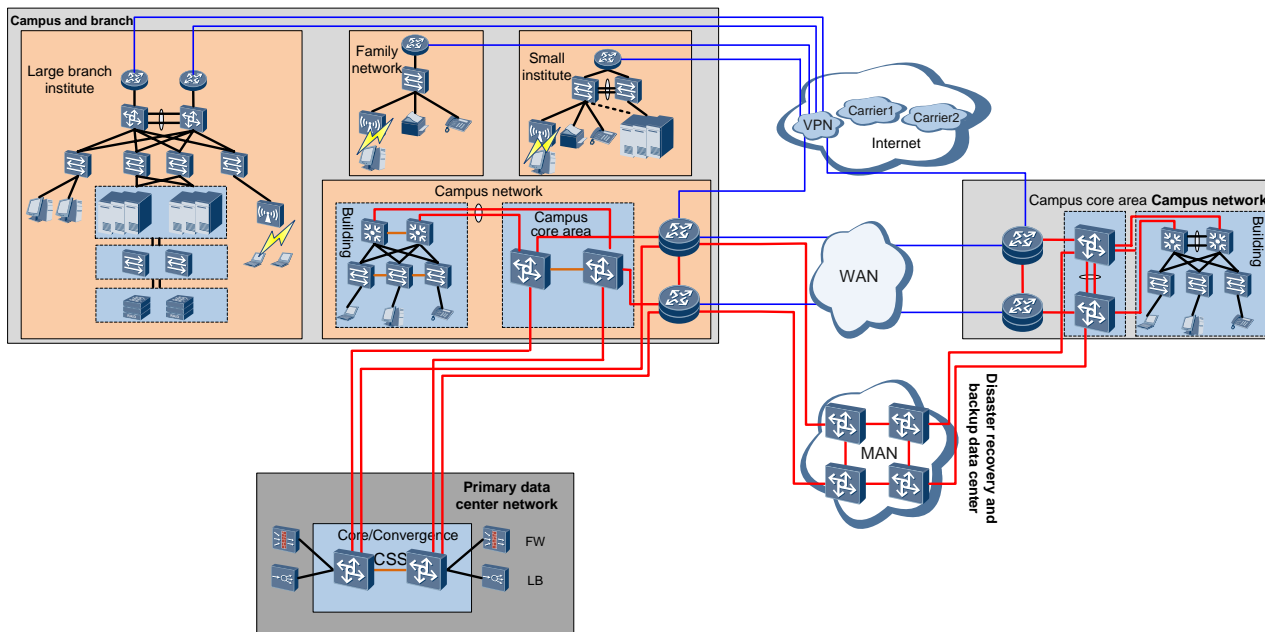 Campus and branch
Large branch
institute
Family
network
Small
institute
Carrier1
Carrier2
VPN
Internet
Campus network
Building
Campus
core area
WAN
Campus core area
Campus network
Building
Disaster recovery and
backup data center
MAN
Primary data
center network
Core/Convergence
CSS
FW
LB